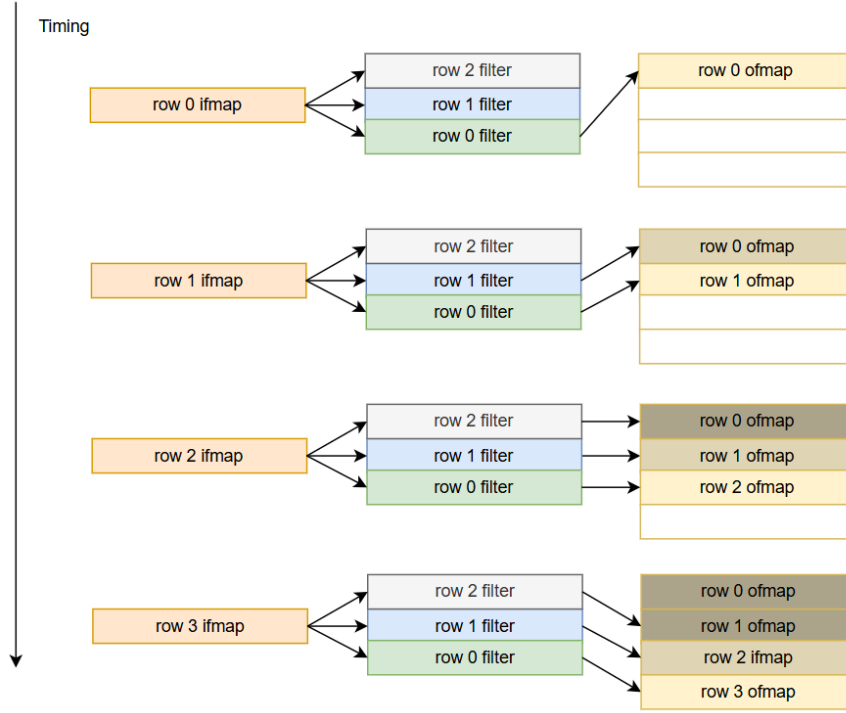 Timing
row 2 filter
row 0 ofmap
row 0 ifmap
row 1 filter
row 0 filter
row 2 filter
row 0 ofmap
row 1 ifmap
row 1 filter
row 1 ofmap
row 0 filter
row 2 filter
row 0 ofmap
row 2 ifmap
row 1 filter
row 1 ofmap
row 0 filter
row 2 ofmap
row 2 filter
row 0 ofmap
row 3 ifmap
row 1 filter
row 1 ofmap
row 0 filter
row 2 ifmap
row 3 ofmap